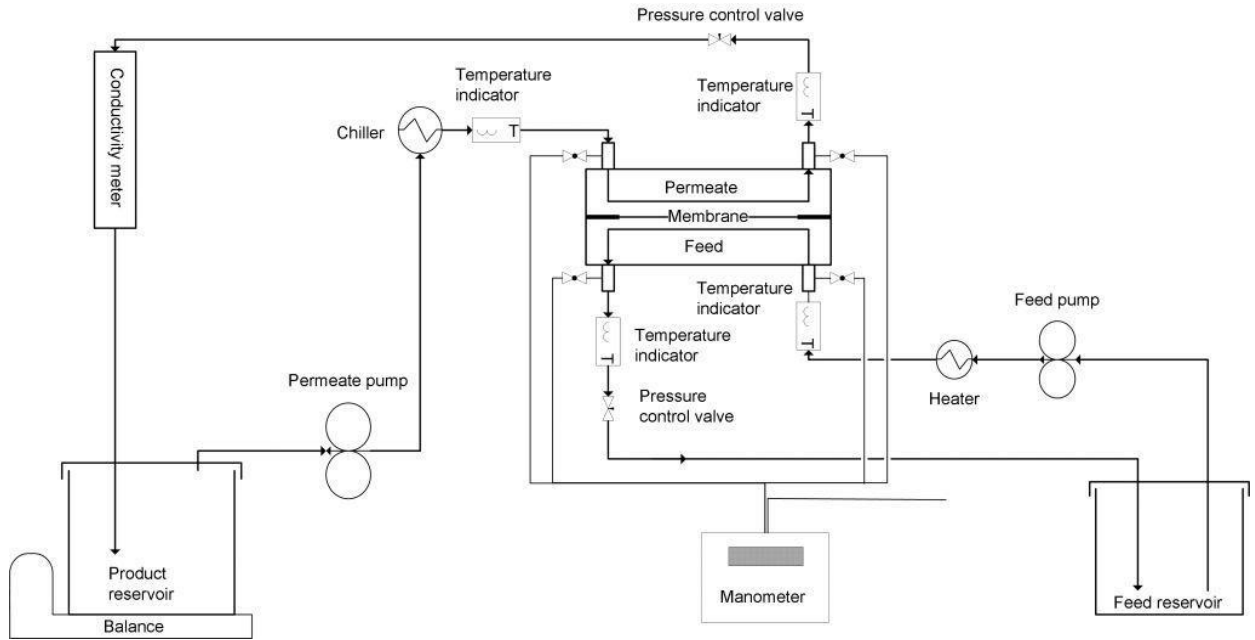 Pressure control valve
Conductivity meter
Temperature
indicator
Temperature
indicator
Chiller
T
T
Permeate
Membrane
Feed
Temperature
indicator
Feed pump
T
Temperature
indicator
T
Heater
Permeate pump
Pressure
control valve
Product
reservoir
Manometer
Feed reservoir
Balance